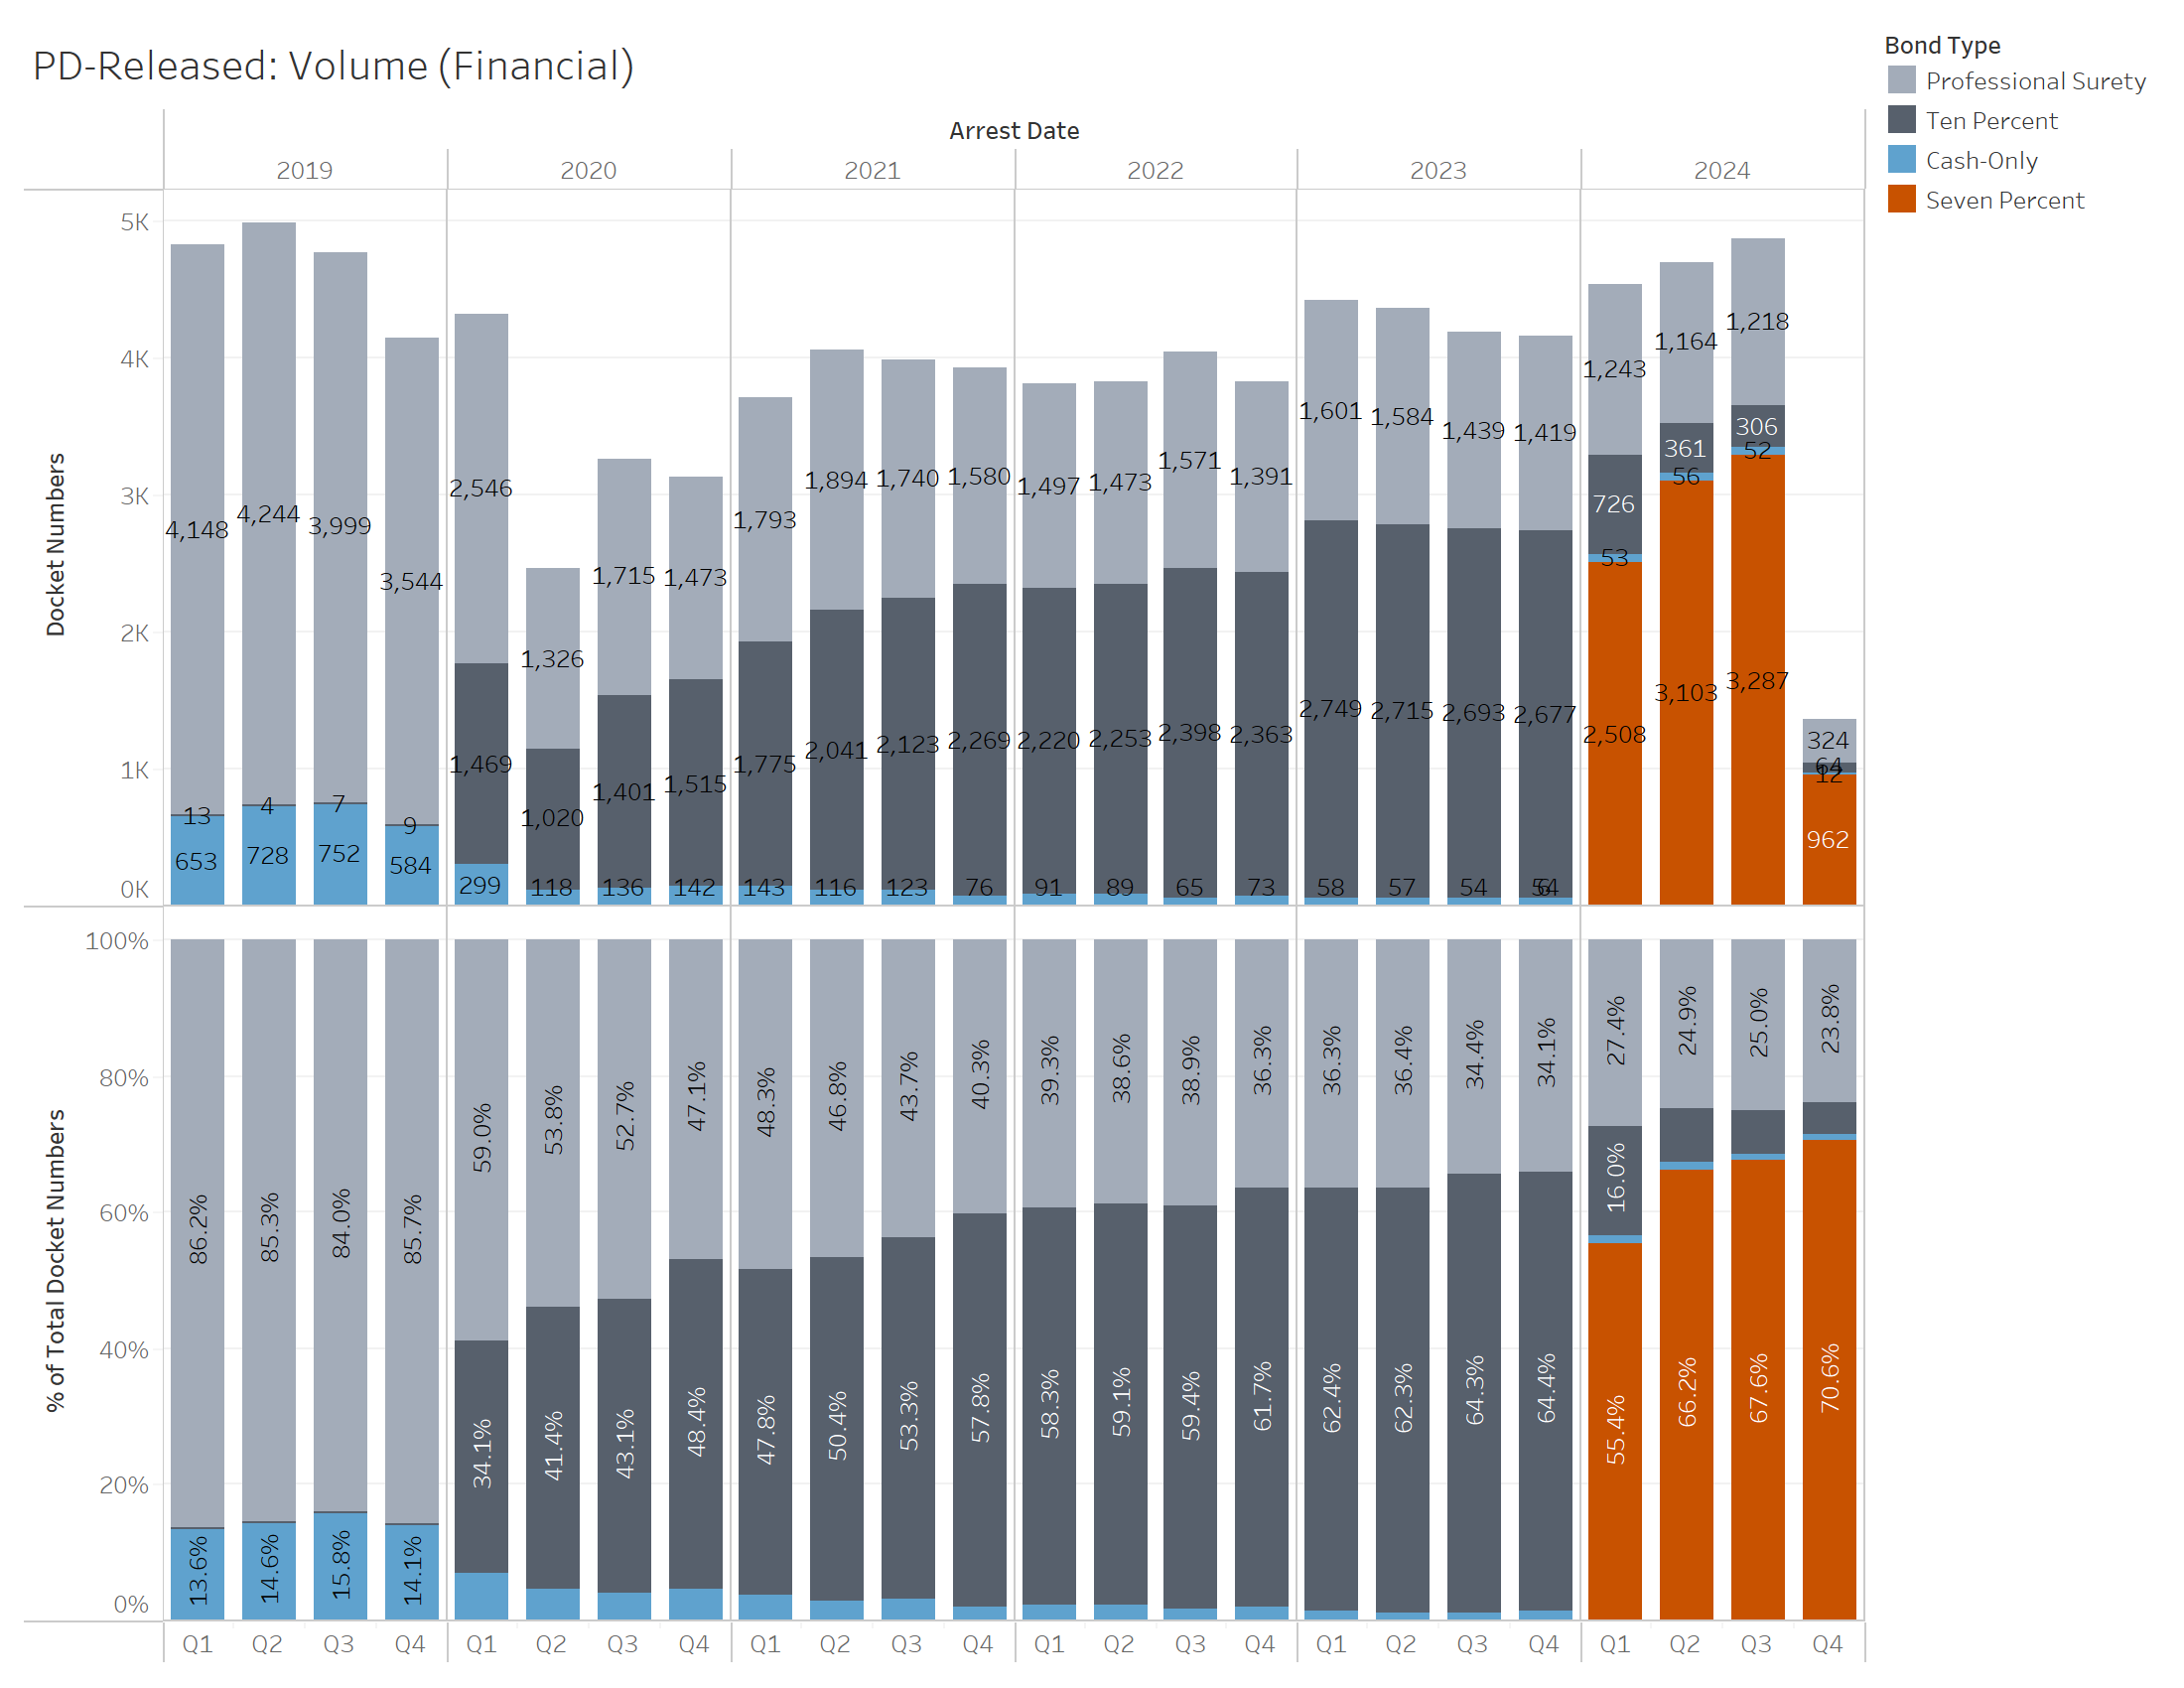 PD-Released: Volume (Financial)
Bond Type
Professional Surety
Ten Percent
Cash-Only
Seven Percent
Arrest Date
2019 2020 2021 2022 2023 2024
Docket Numbers
5K
4K
3K
2K
1K
0K
4,148 13 653
4,244 4 728
3,999 7 752
3,544 9 584
2,546 1,469 299
1,326 1,020 118
1,715 1,401 136
1,473 1,515 142
1,793 1,775 143
1,894 2,041 116
1,740 2,123 123
1,580 2,269 76
1,497 2,220 91
1,473 2,253 89
1,571 2,398 65
1,391 2,363 73
1,601 2,749 58
1,584 2,715 57
1,439 2,693 54
1,419 2,677
1,243 726 53 2,508
1,164 361 56 3,103
1,218 306 52 3,287
324 64 12 962
% of Total Docket Numbers
100%
80%
60%
40%
20%
0%
86.2% 13.6%
85.3% 14.6%
84.0% 15.8%
85.7% 14.1%
59.0% 34.1%
53.8% 41.4%
52.7% 43.1%
47.1% 48.4%
48.3% 47.8%
46.8% 50.4%
43.7% 53.3%
40.3% 57.8%
39.3% 58.3%
38.6% 59.1%
38.9% 59.4%
36.3% 61.7%
36.3% 62.4%
36.4% 62.3%
34.4% 64.3%
34.1% 64.4%
27.4% 16.0% 55.4%
24.9% 66.2%
25.0% 67.6%
23.8% 70.6%
Q1 Q2 Q3 Q4 Q1 Q2 Q3 Q4 Q1 Q2 Q3 Q4 Q1 Q2 Q3 Q4 Q1 Q2 Q3 Q4 Q1 Q2 Q3 Q4